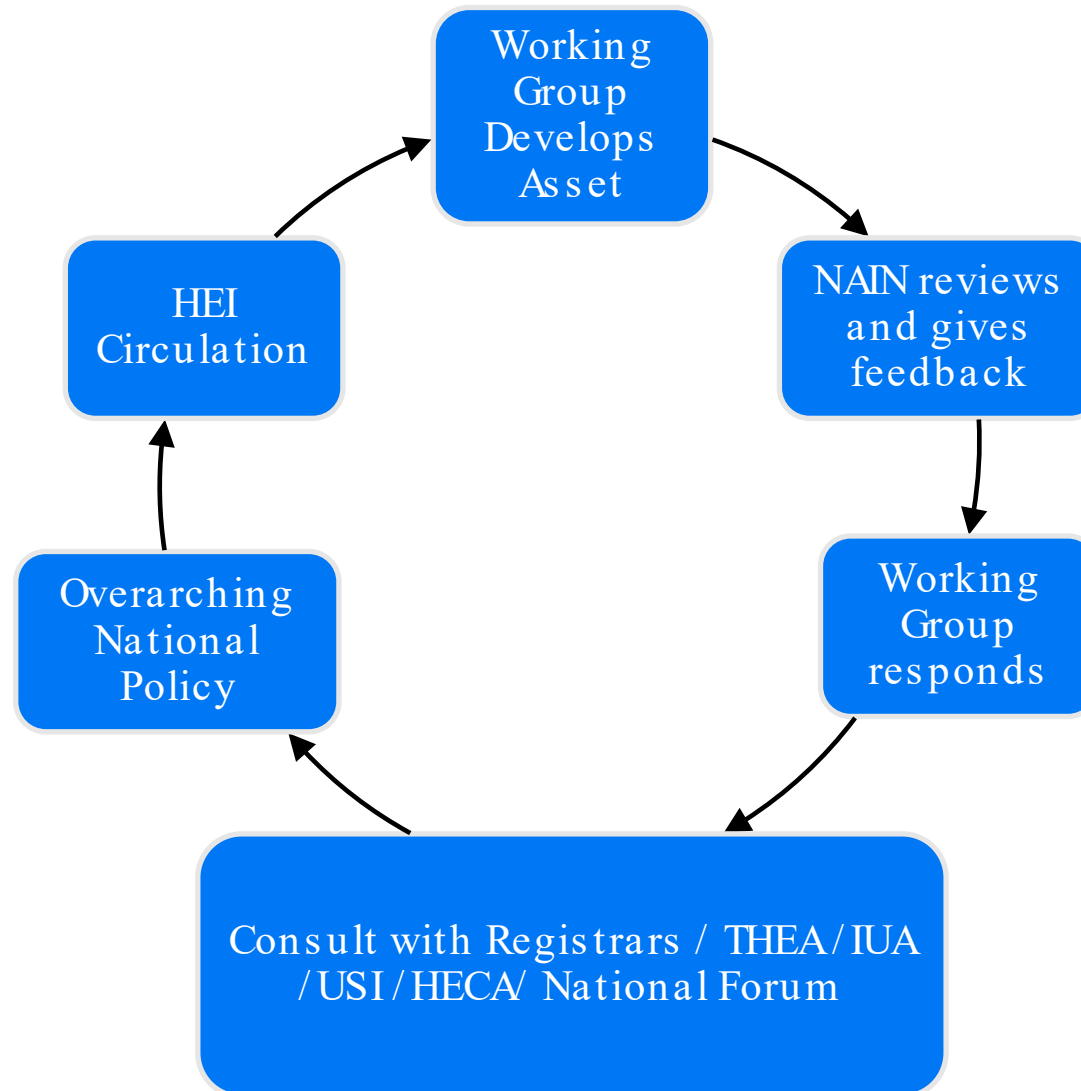 Working
Group
Develops
Asset
NAIN reviews
and gives
feedback
Working
Group
responds
Consult with Registrars / THEA/IUA
/USI/HECA/ National Forum
Overarching
National
Policy
HEI
Circulation